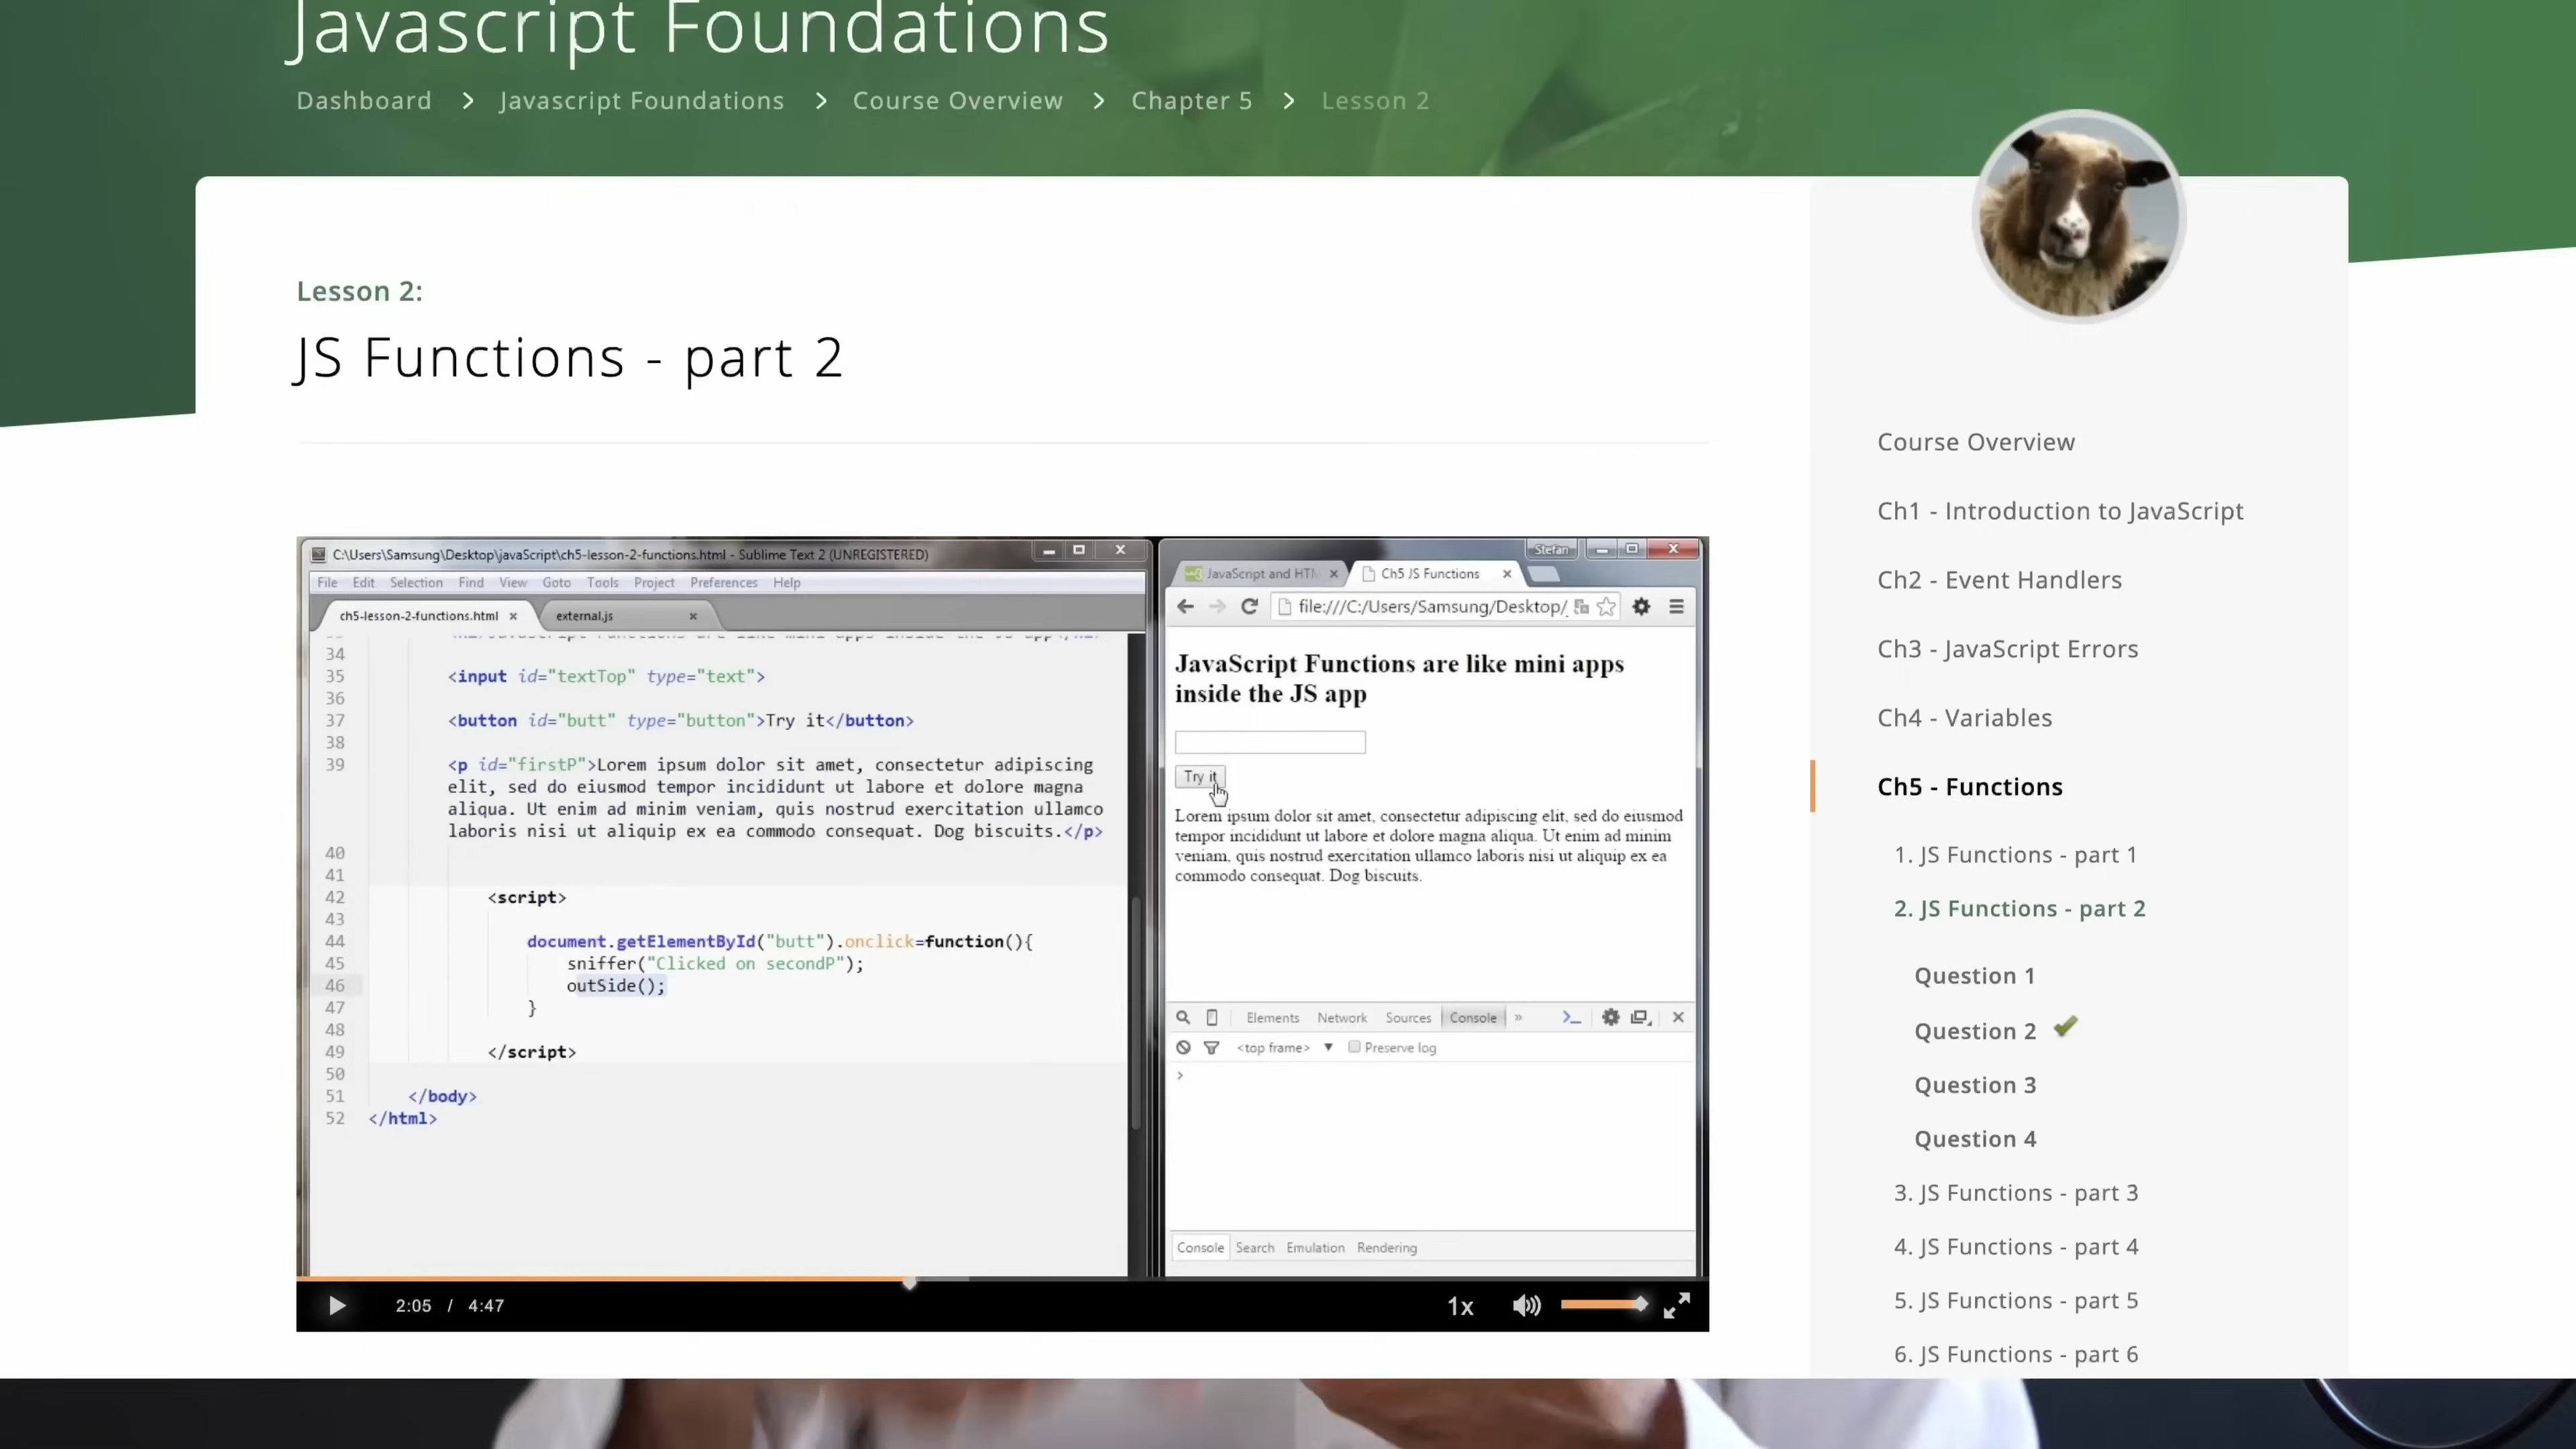 Javascript Foundations
Dashboard > Javascript Foundations > Course Overview > Chapter 5 > Lesson 2
Lesson 2:
JS Functions - part 2
C:\Users\Samsung\Desktop\javaScript\ch5-lesson-2-functions.html - Sublime Text 2 (UNREGISTERED)
File Edit Selection Find View Goto Tools Project Preferences Help
ch5-lesson-2-functions.html × external.js ×
34
35 <input id="textTop" type="text">
36
37 <button id="butt" type="button">Try it</button>
38
39 <p id="firstP">Lorem ipsum dolor sit amet, consectetur adipiscing
elit, sed do eiusmod tempor incididunt ut labore et dolore magna
aliqua. Ut enim ad minim veniam, quis nostrud exercitation ullamco
laboris nisi ut aliquip ex ea commodo consequat. Dog biscuits.</p>
40
41
42 <script>
43
44 document.getElementById("butt").onclick=function(){
45 sniffer("Clicked on secondP");
46 outSide();
47 }
48
49 </script>
50
51 </body>
52 </html>
Stefan
JavaScript and HTM × Ch5 JS Functions ×
file:///C:/Users/Samsung/Desktop/
JavaScript Functions are like mini apps
inside the JS app
Try it
Lorem ipsum dolor sit amet, consectetur adipiscing elit, sed do eiusmod
tempor incididunt ut labore et dolore magna aliqua. Ut enim ad minim
veniam, quis nostrud exercitation ullamco laboris nisi ut aliquip ex ea
commodo consequat. Dog biscuits.
Elements Network Sources Console »
<top frame> ▼ Preserve log
>
Console Search Emulation Rendering
2:05 / 4:47
1x
Course Overview
Ch1 - Introduction to JavaScript
Ch2 - Event Handlers
Ch3 - JavaScript Errors
Ch4 - Variables
Ch5 - Functions
1. JS Functions - part 1
2. JS Functions - part 2
Question 1
Question 2
Question 3
Question 4
3. JS Functions - part 3
4. JS Functions - part 4
5. JS Functions - part 5
6. JS Functions - part 6